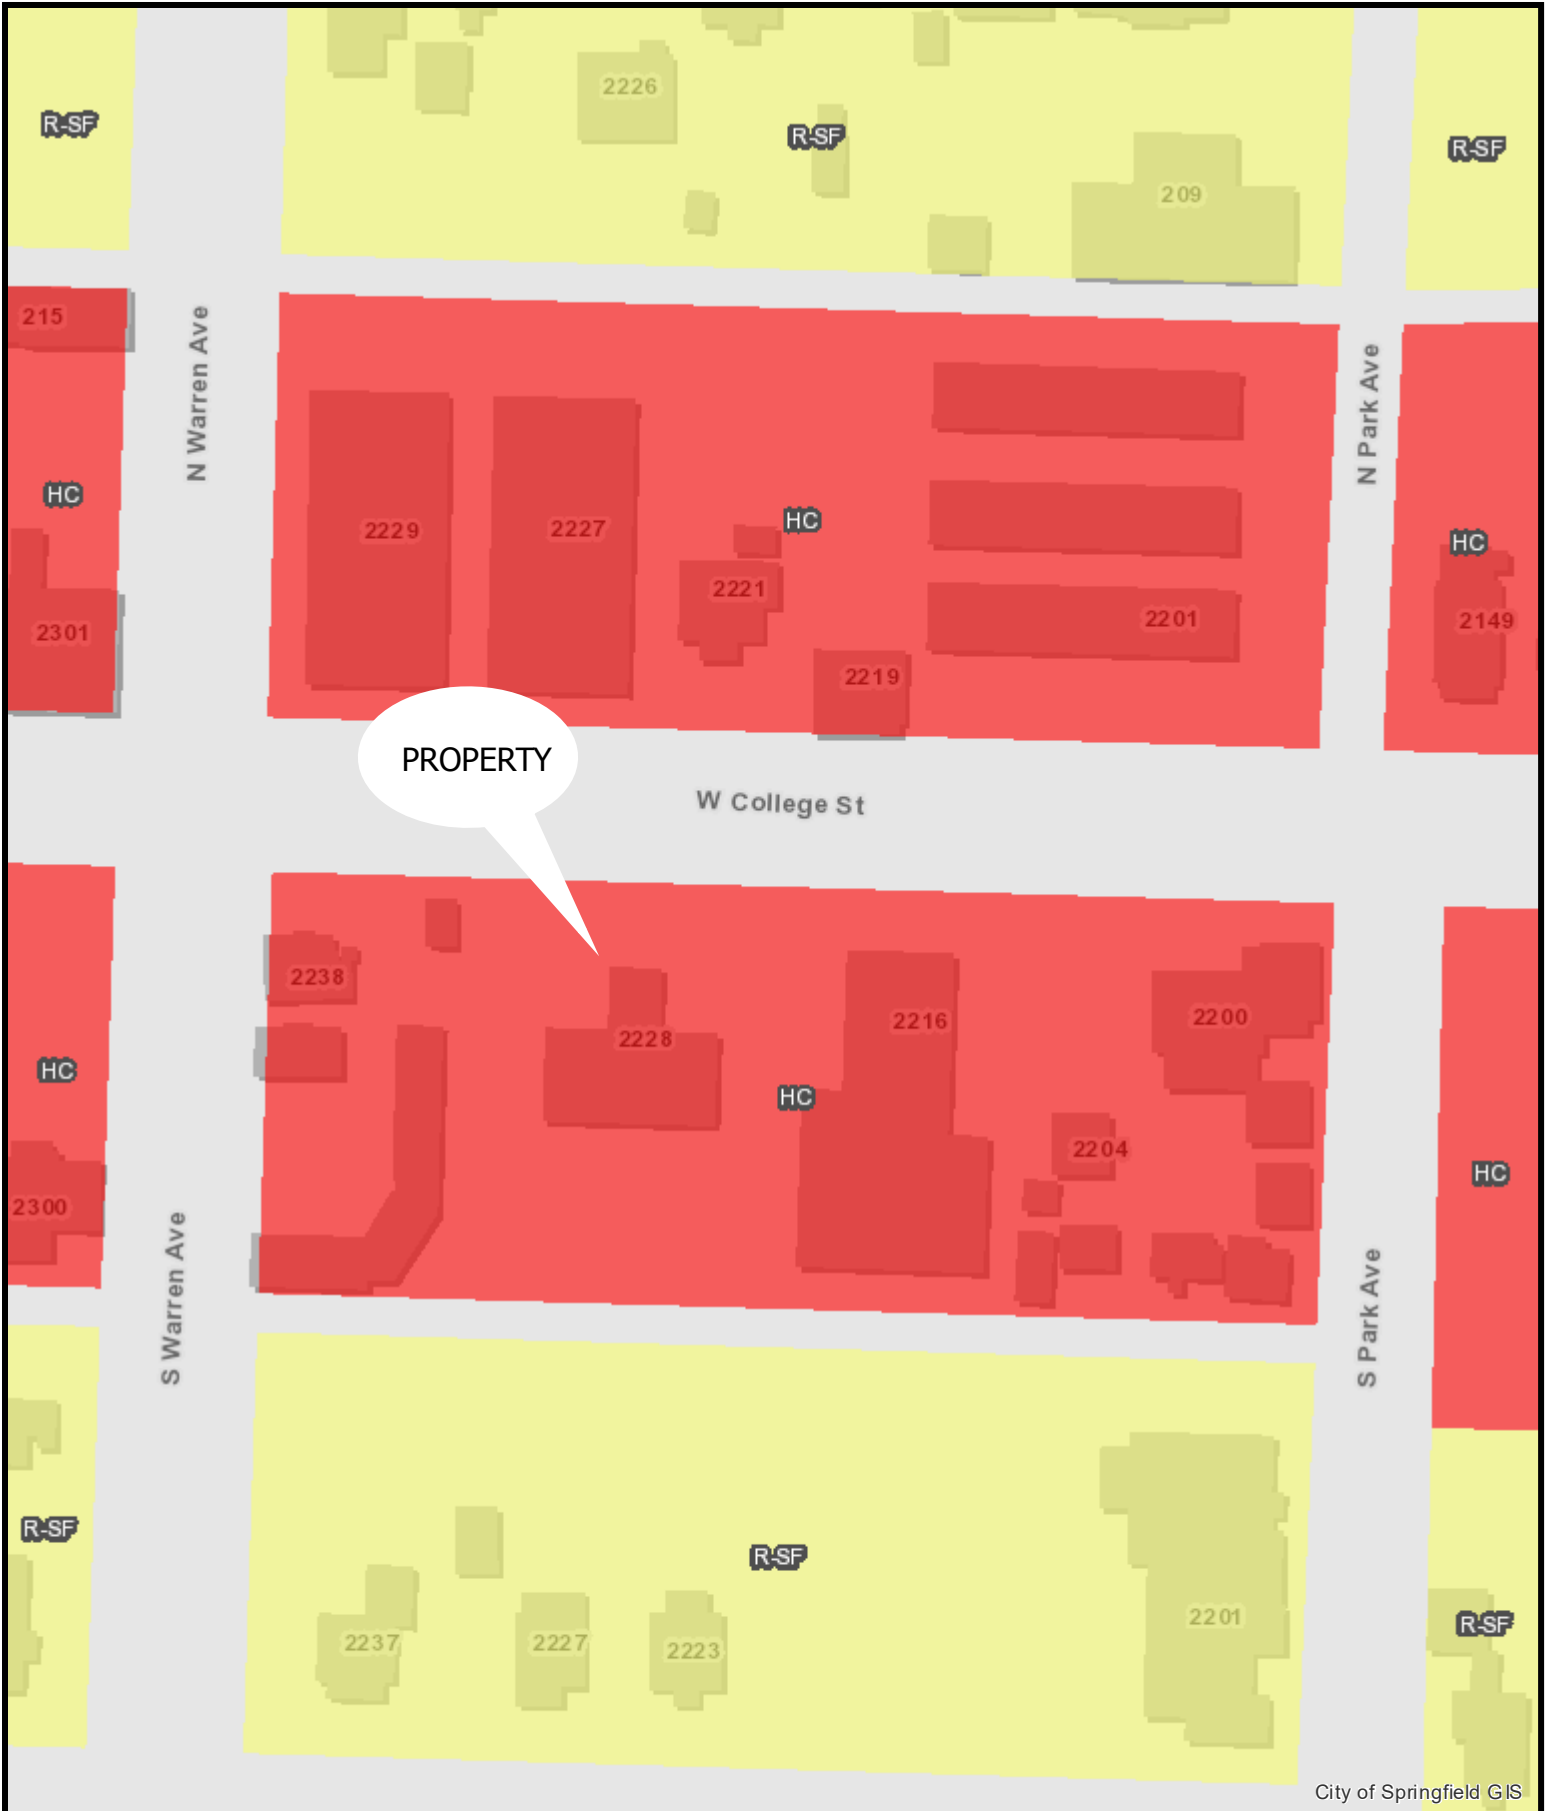 2226
R-SF
R-SF
R-SF
209
215
N Warren Ave
N Park Ave
HC
2229
2227
HC
HC
2221
2201
2149
2301
2219
PROPERTY
W College St
2238
2216
2200
2228
HC
HC
2204
HC
2300
S Warren Ave
S Park Ave
R-SF
R-SF
2201
R-SF
2237
2227
2223
City of Springfield GIS